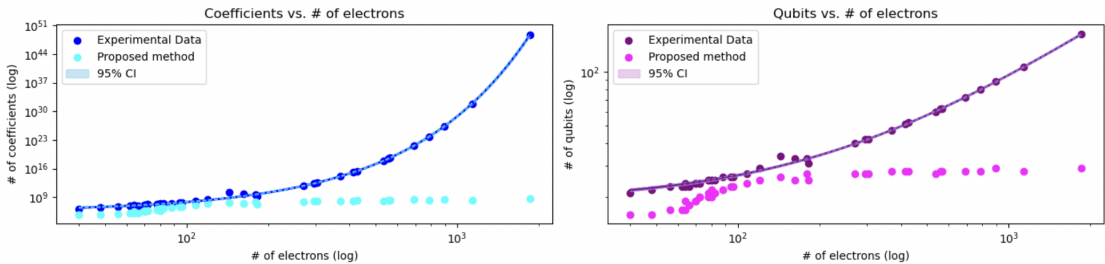 Coefficients vs. # of electrons
# of coefficients (log)
10^51
10^44
10^37
10^30
10^23
10^16
10^9
Experimental Data
Proposed method
95% CI
10^2
10^3
# of electrons (log)
Qubits vs. # of electrons
# of qubits (log)
10^2
Experimental Data
Proposed method
95% CI
10^2
10^3
# of electrons (log)